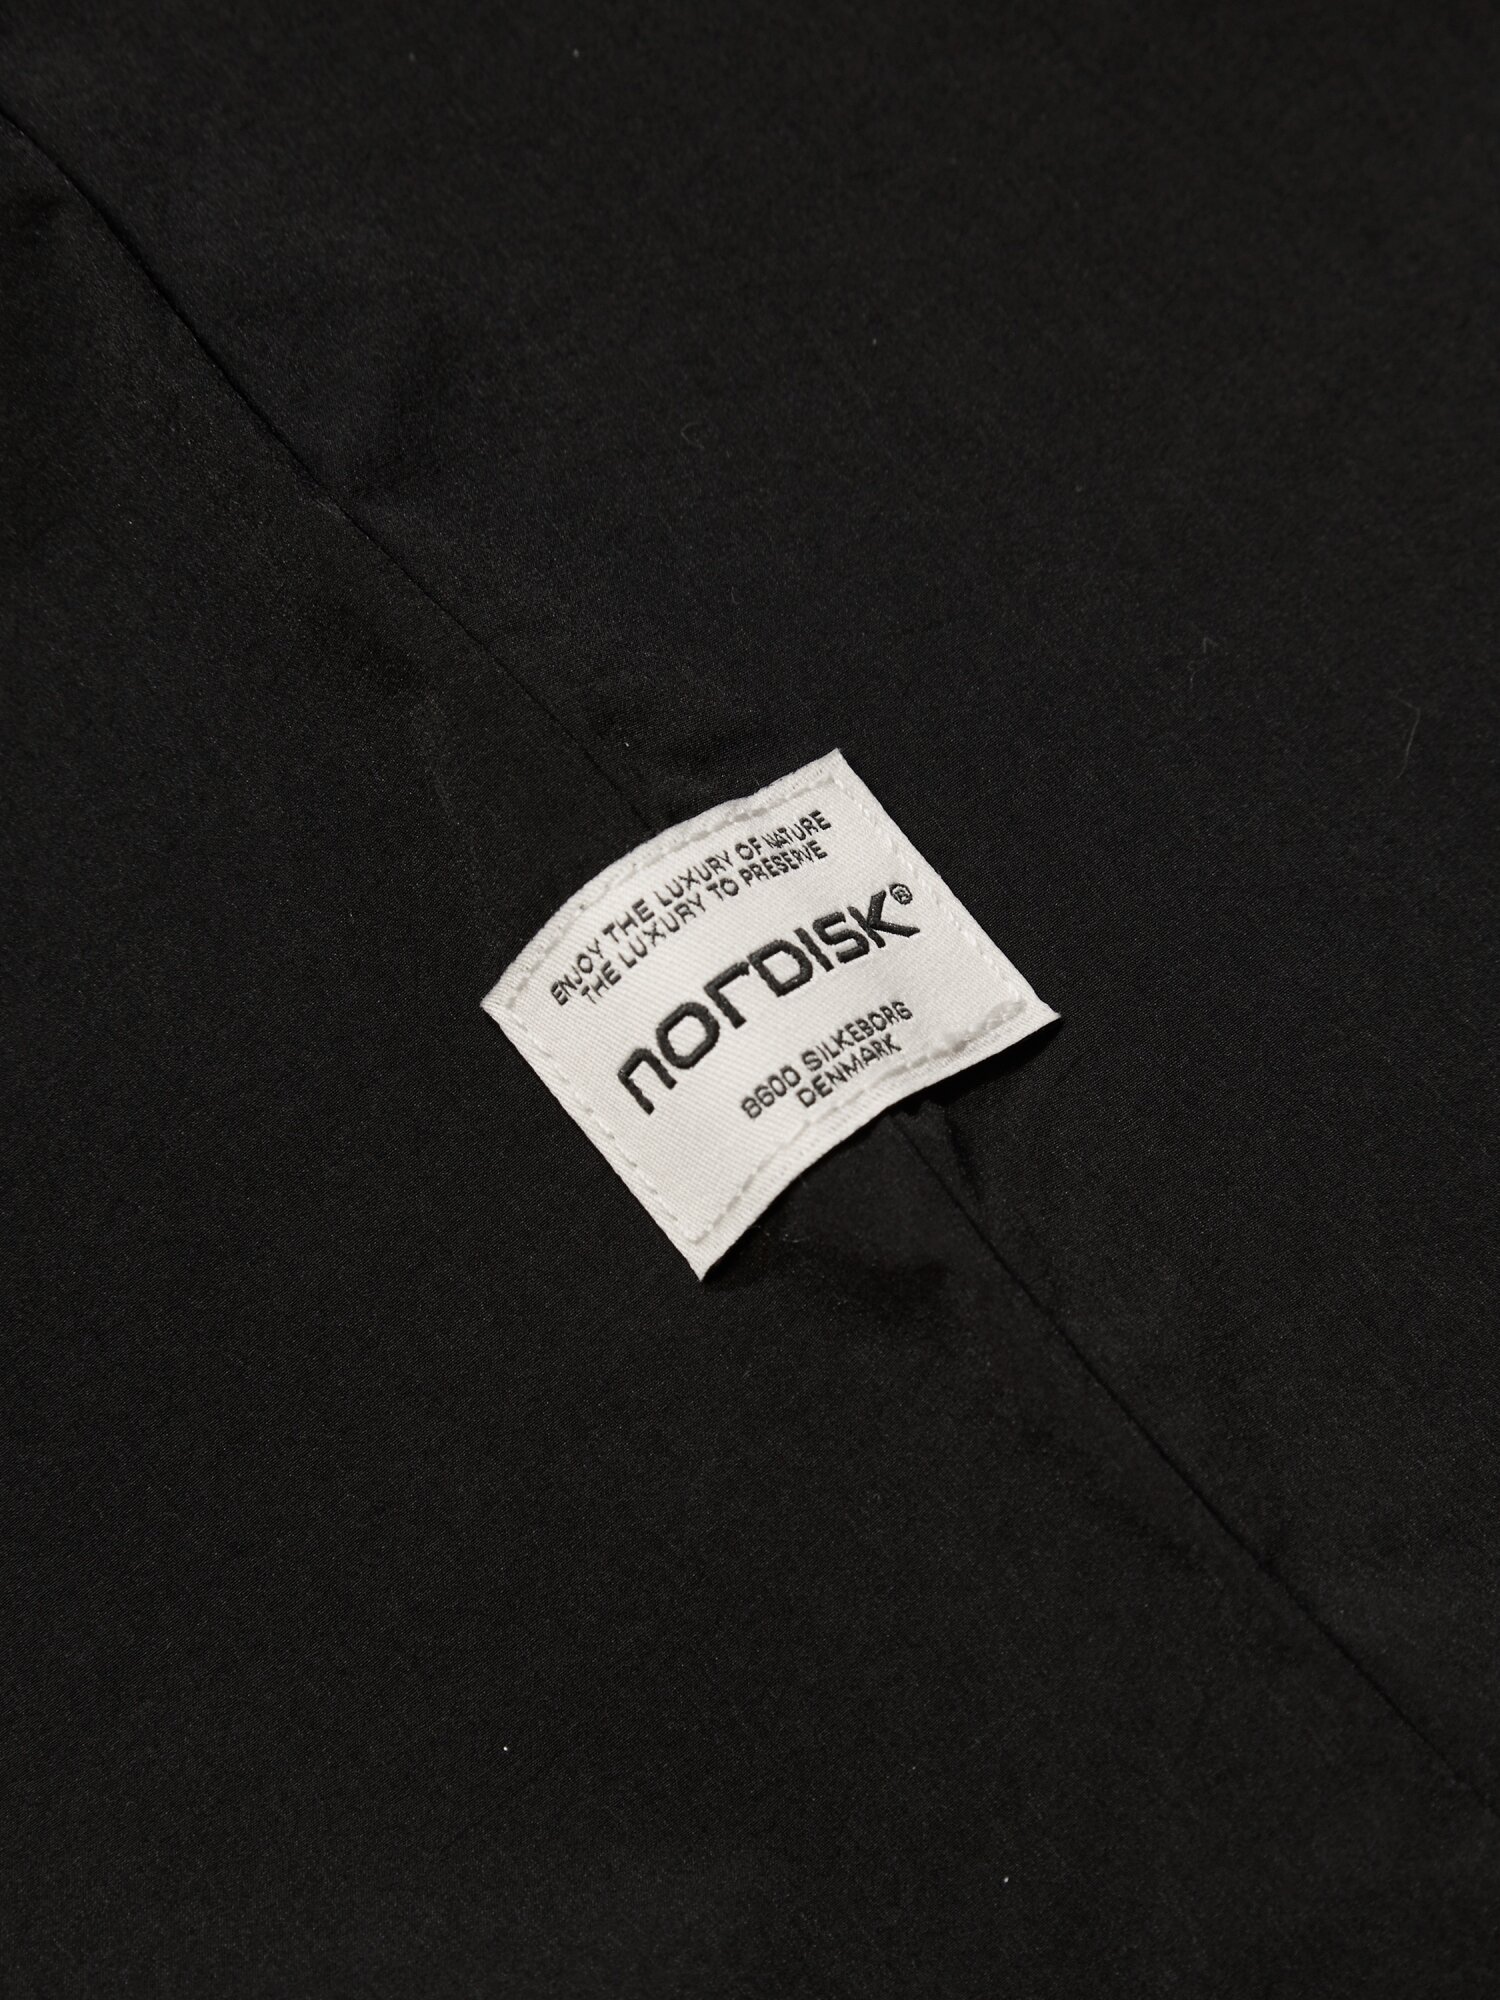 ENJOY THE LUXURY OF NATURE
THE LUXURY TO PRESERVE
norDISK®
8600 SILKEBORG
DENMARK